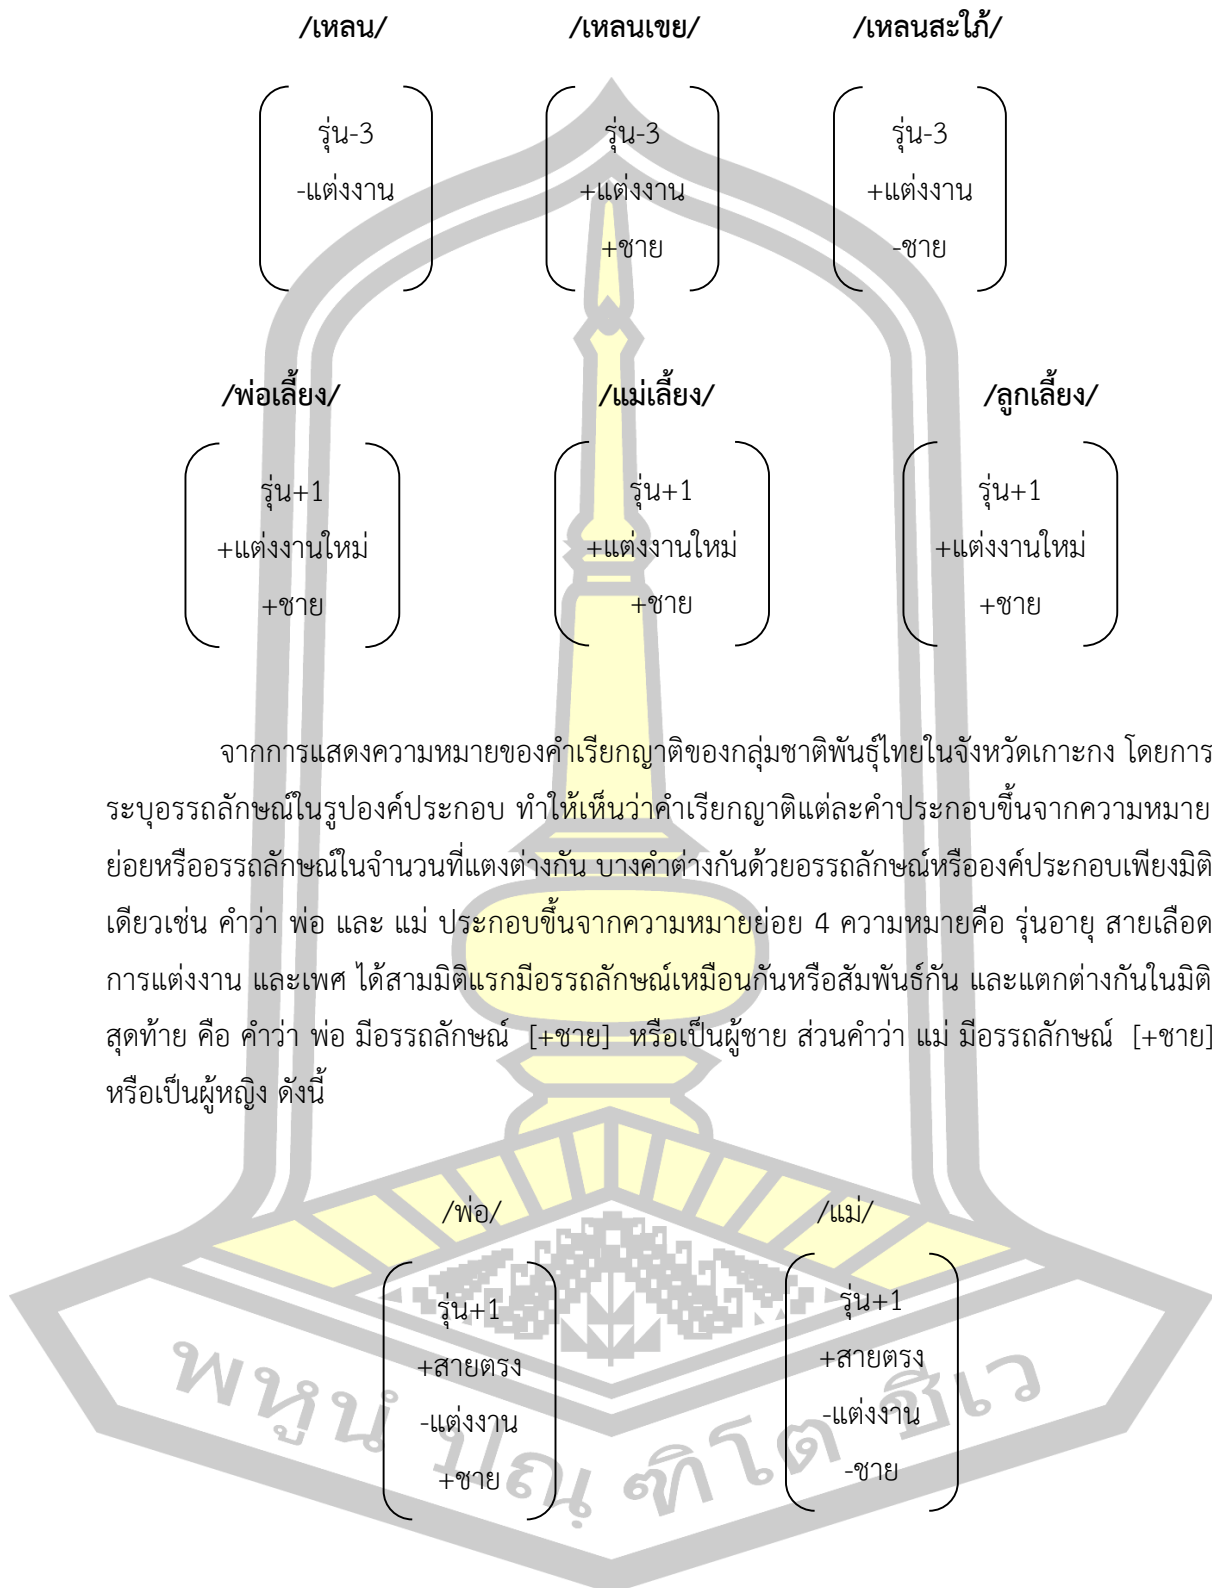 /เหลน/ /เหลนเขย/ /เหลนสะใภ้/
รุ่น-3 รุ่น-3 รุ่น-3
-แต่งงาน +แต่งงาน +แต่งงาน
+ชาย -ชาย
/พ่อเลี้ยง/ /แม่เลี้ยง/ /ลูกเลี้ยง/
รุ่น+1 รุ่น+1 รุ่น+1
+แต่งงานใหม่ +แต่งงานใหม่ +แต่งงานใหม่
+ชาย +ชาย +ชาย
จากการแสดงความหมายของคำเรียกญาติของกลุ่มชาติพันธุ์ไทยในจังหวัดเกาะกง โดยการ
ระบุอรรถลักษณ์ในรูปองค์ประกอบ ทำให้เห็นว่าคำเรียกญาติแต่ละคำประกอบขึ้นจากความหมาย
ย่อยหรืออรรถลักษณ์ในจำนวนที่แตงต่างกัน บางคำต่างกันด้วยอรรถลักษณ์หรือองค์ประกอบเพียงมิติ
เดียวเช่น คำว่า พ่อ และ แม่ ประกอบขึ้นจากความหมายย่อย 4 ความหมายคือ รุ่นอายุ สายเลือด
การแต่งงาน และเพศ ได้สามมิติแรกมีอรรถลักษณ์เหมือนกันหรือสัมพันธ์กัน และแตกต่างกันในมิติ
สุดท้าย คือ คำว่า พ่อ มีอรรถลักษณ์ [+ชาย] หรือเป็นผู้ชาย ส่วนคำว่า แม่ มีอรรถลักษณ์ [+ชาย]
หรือเป็นผู้หญิง ดังนี้
/พ่อ/ /แม่/
รุ่น+1 รุ่น+1
+สายตรง +สายตรง
-แต่งงาน -แต่งงาน
+ชาย -ชาย
พหูนํ ปณฺฑิโต ชีเว